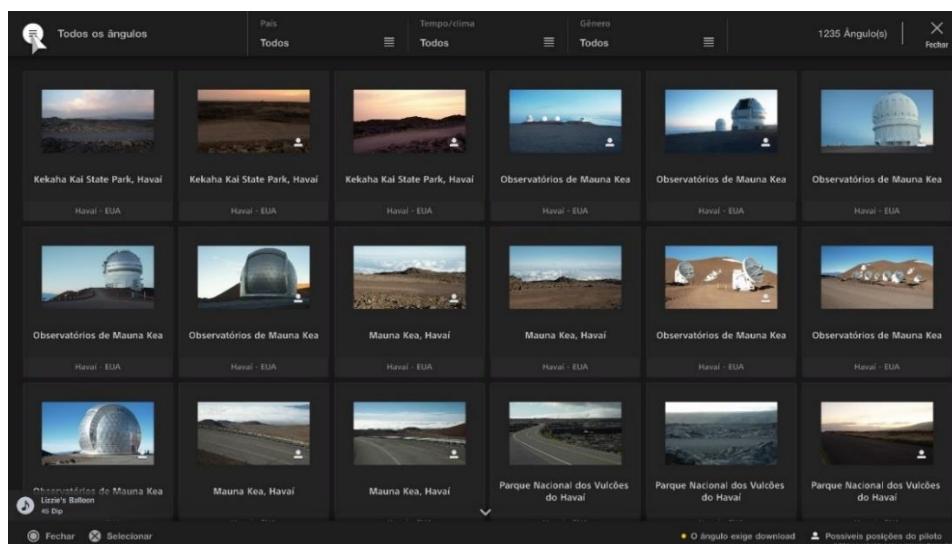 Todos os ângulos
País
Todos
Tempo/clima
Todos
Gênero
Todos
1235 Ângulo(s)
Fechar
Kekaha Kai State Park, Havaí
Havaí - EUA
Kekaha Kai State Park, Havaí
Havaí - EUA
Kekaha Kai State Park, Havaí
Havaí - EUA
Observatórios de Mauna Kea
Havaí - EUA
Observatórios de Mauna Kea
Havaí - EUA
Observatórios de Mauna Kea
Havaí - EUA
Observatórios de Mauna Kea
Havaí - EUA
Observatórios de Mauna Kea
Havaí - EUA
Mauna Kea, Havaí
Havaí - EUA
Mauna Kea, Havaí
Havaí - EUA
Observatórios de Mauna Kea
Havaí - EUA
Observatórios de Mauna Kea
Havaí - EUA
Observatórios de Mauna Kea
Mauna Kea, Havaí
Mauna Kea, Havaí
Parque Nacional dos Vulcões
do Havaí
Parque Nacional dos Vulcões
do Havaí
Parque Nacional dos Vulcões
do Havaí
Lizzie's Balloon
45 Dip
Fechar
Selecionar
O ângulo exige download
Possíveis posições do piloto